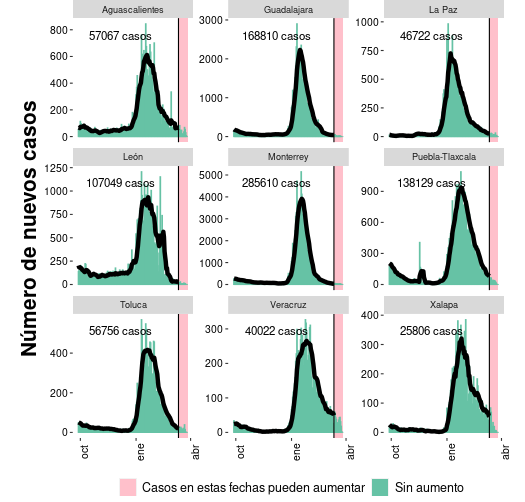 Aguascalientes
Guadalajara
La Paz
57067 casos
168810 casos
46722 casos
800
600
400
200
0
3000
2000
1000
0
1000
750
500
250
0
León
Monterrey
Puebla-Tlaxcala
107049 casos
285610 casos
138129 casos
1250
1000
750
500
250
0
5000
4000
3000
2000
1000
0
900
600
300
0
Toluca
Veracruz
Xalapa
56756 casos
40022 casos
25806 casos
400
200
0
300
200
100
0
400
300
200
100
0
oct
ene
abr
oct
ene
abr
oct
ene
abr
Número de nuevos casos
Casos en estas fechas pueden aumentar
Sin aumento